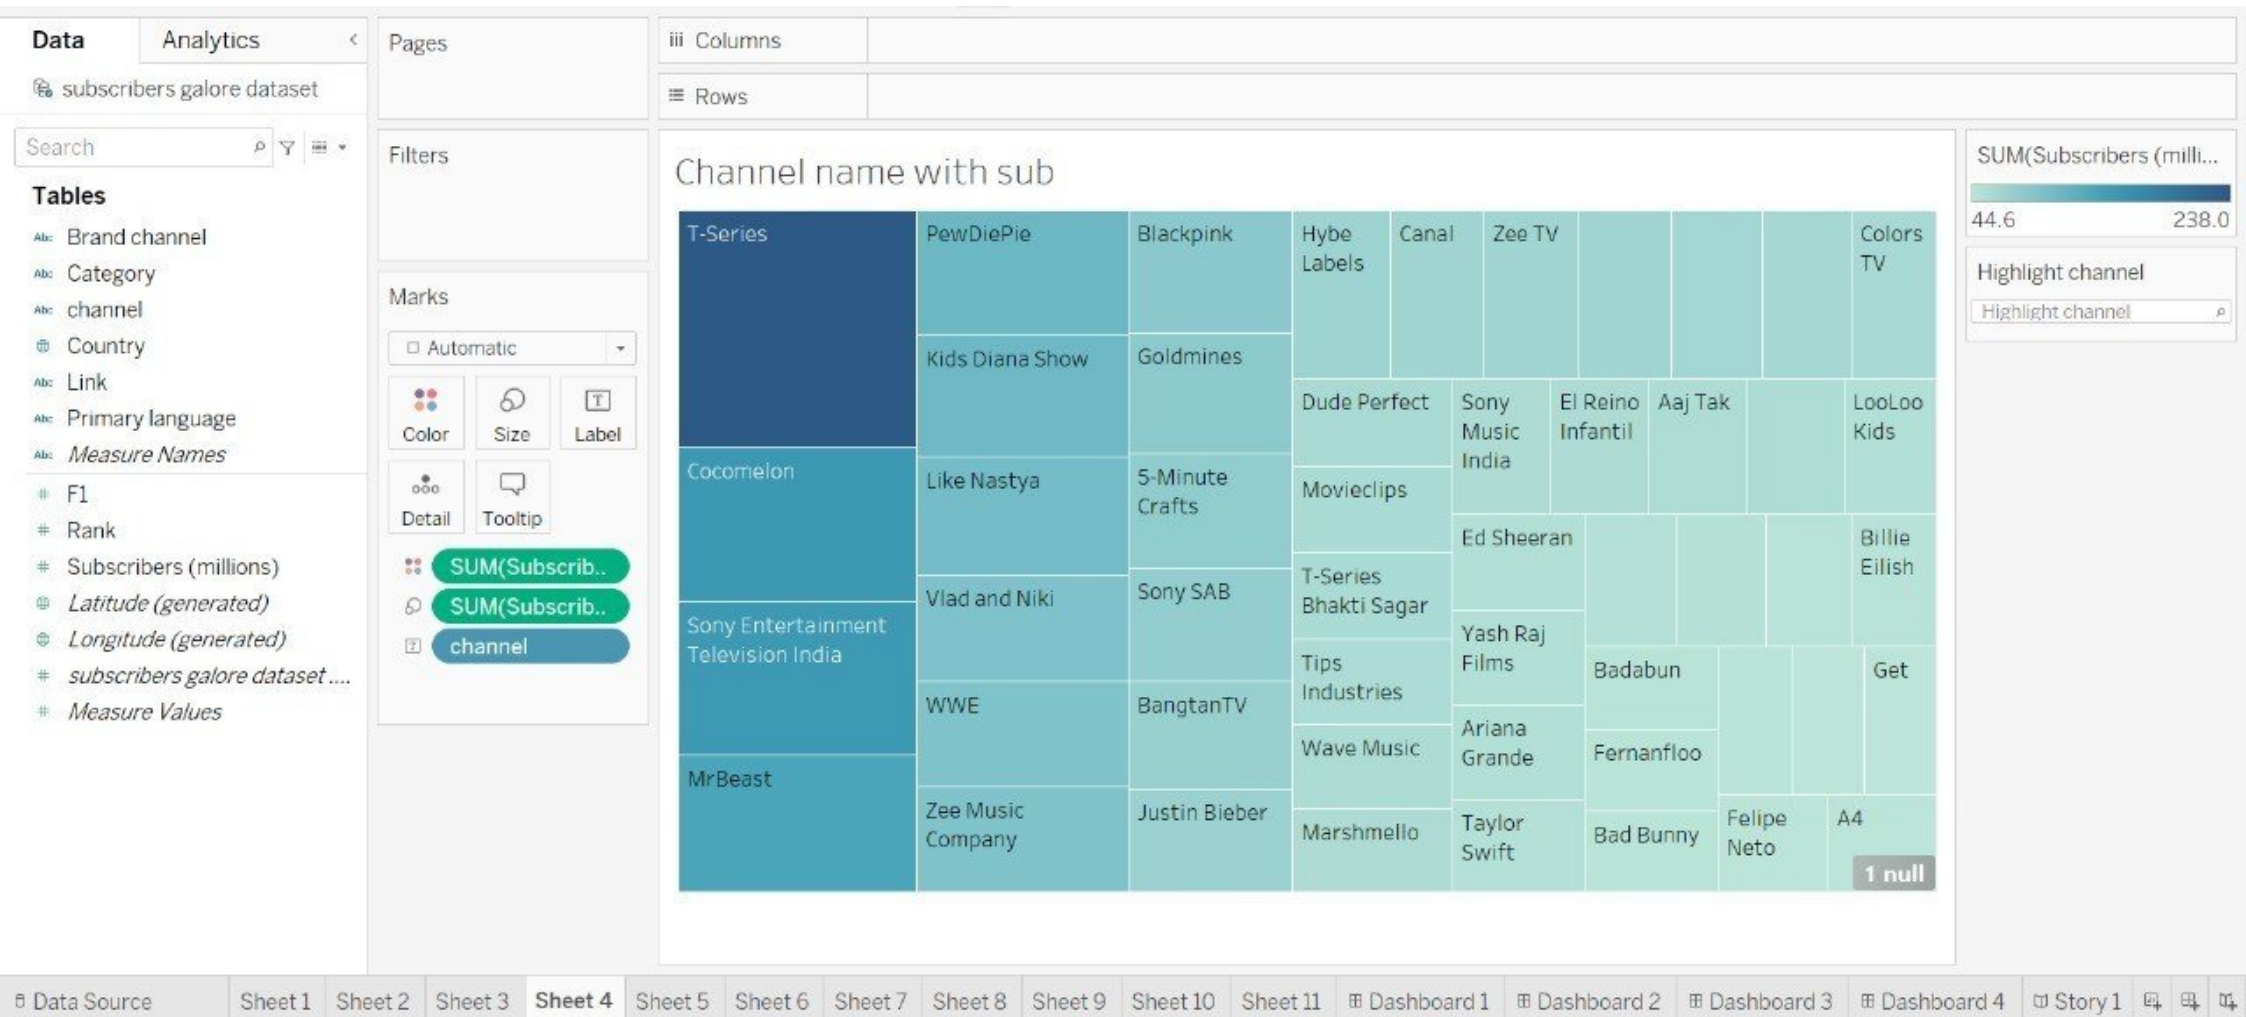 Data
Analytics
subscribers galore dataset
Search
Tables
Abc Brand channel
Abc Category
Abc channel
Country
Abc Link
Abc Primary language
Abc Measure Names
# F1
# Rank
# Subscribers (millions)
Latitude (generated)
Longitude (generated)
# subscribers galore dataset ....
# Measure Values
Pages
Filters
Marks
Automatic
Color
Size
Label
Detail
Tooltip
SUM(Subscrib..
SUM(Subscrib..
channel
iii Columns
Rows
Channel name with sub
T-Series
Cocomelon
Sony Entertainment
Television India
MrBeast
PewDiePie
Kids Diana Show
Like Nastya
Vlad and Niki
WWE
Zee Music
Company
Blackpink
Goldmines
5-Minute
Crafts
Sony SAB
BangtanTV
Justin Bieber
Hybe
Labels
Canal
Zee TV
Colors
TV
Dude Perfect
Movieclips
T-Series
Bhakti Sagar
Tips
Industries
Wave Music
Marshmello
Sony
Music
India
El Reino
Infantil
Aaj Tak
LooLoo
Kids
Ed Sheeran
Yash Raj
Films
Ariana
Grande
Taylor
Swift
Billie
Eilish
Badabun
Fernanfloo
Bad Bunny
Get
Felipe
Neto
A4
1 null
SUM(Subscribers (milli...
44.6 238.0
Highlight channel
Highlight channel
Data Source Sheet 1 Sheet 2 Sheet 3 Sheet 4 Sheet 5 Sheet 6 Sheet 7 Sheet 8 Sheet 9 Sheet 10 Sheet 11 Dashboard 1 Dashboard 2 Dashboard 3 Dashboard 4 Story 1